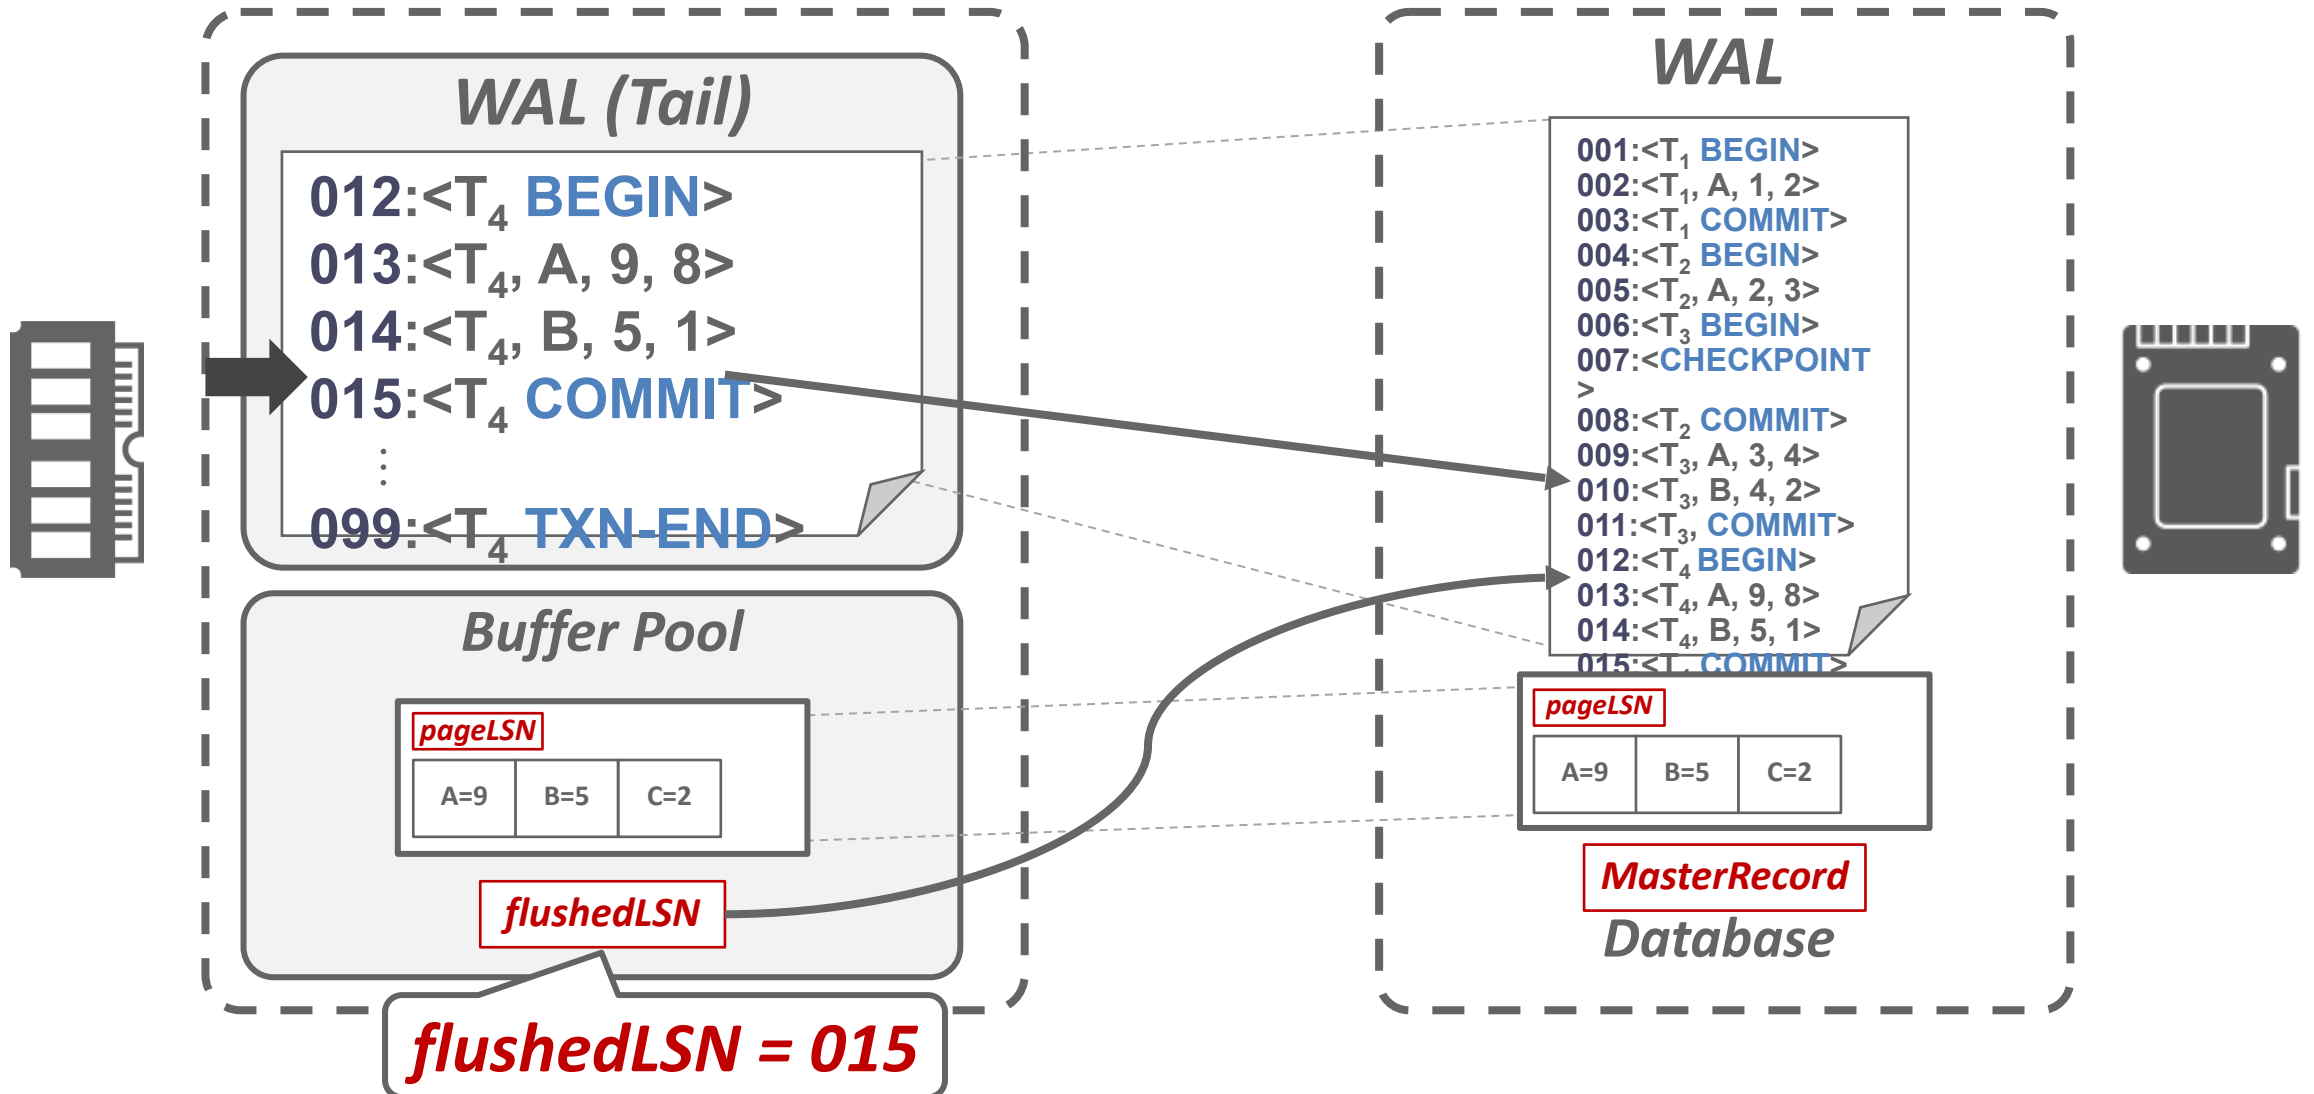 WAL (Tail)
012:<T4 BEGIN>
013:<T4, A, 9, 8>
014:<T4, B, 5, 1>
015:<T4 COMMIT>
⋮
099:<T4 TXN-END>
Buffer Pool
pageLSN
A=9 B=5 C=2
flushedLSN
flushedLSN = 015
WAL
001:<T1 BEGIN>
002:<T1, A, 1, 2>
003:<T1 COMMIT>
004:<T2 BEGIN>
005:<T2, A, 2, 3>
006:<T3 BEGIN>
007:<CHECKPOINT
>
008:<T2 COMMIT>
009:<T3, A, 3, 4>
010:<T3, B, 4, 2>
011:<T3, COMMIT>
012:<T4 BEGIN>
013:<T4, A, 9, 8>
014:<T4, B, 5, 1>
015:<T4 COMMIT>
pageLSN
A=9 B=5 C=2
MasterRecord
Database